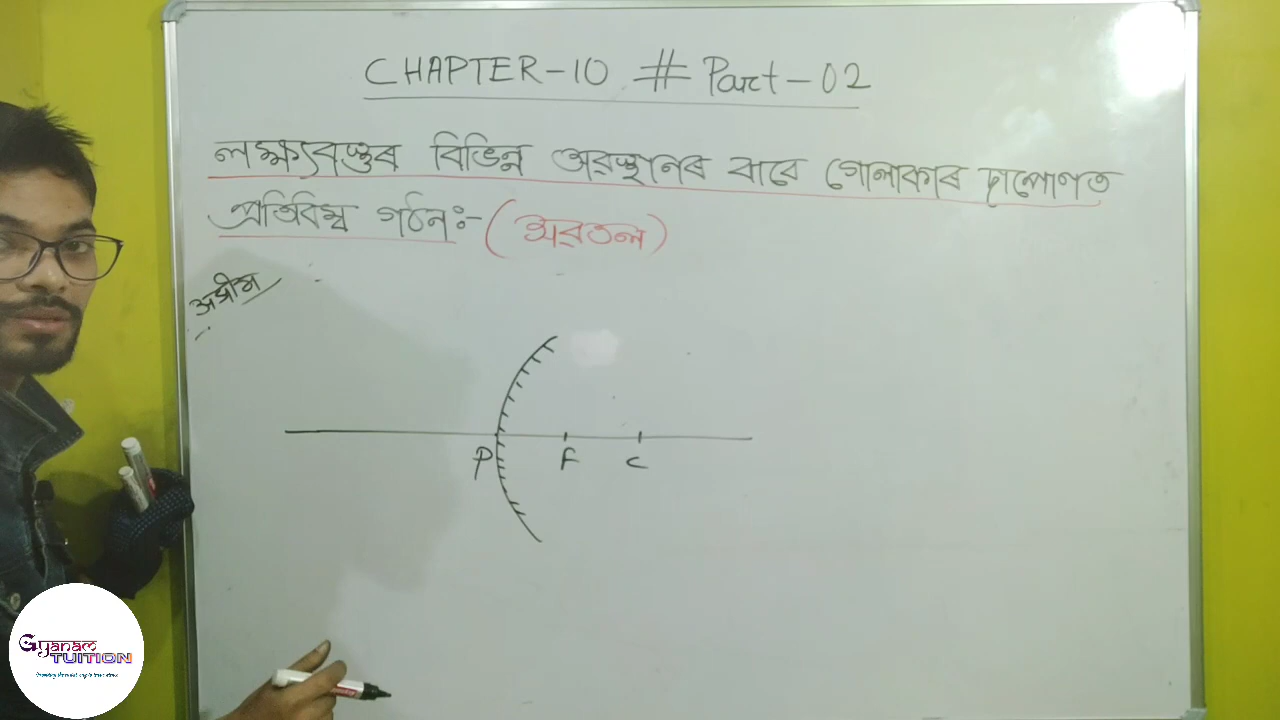 CHAPTER-10 # Part-02
লক্ষ্যবস্তুৰ বিভিন্ন অৱস্থানৰ বাবে গোলাকাৰ দাপোণত
প্ৰতিবিম্ব গঠনঃ- (অৱতল)
অসীম
P F C
Gyanam
TUITION